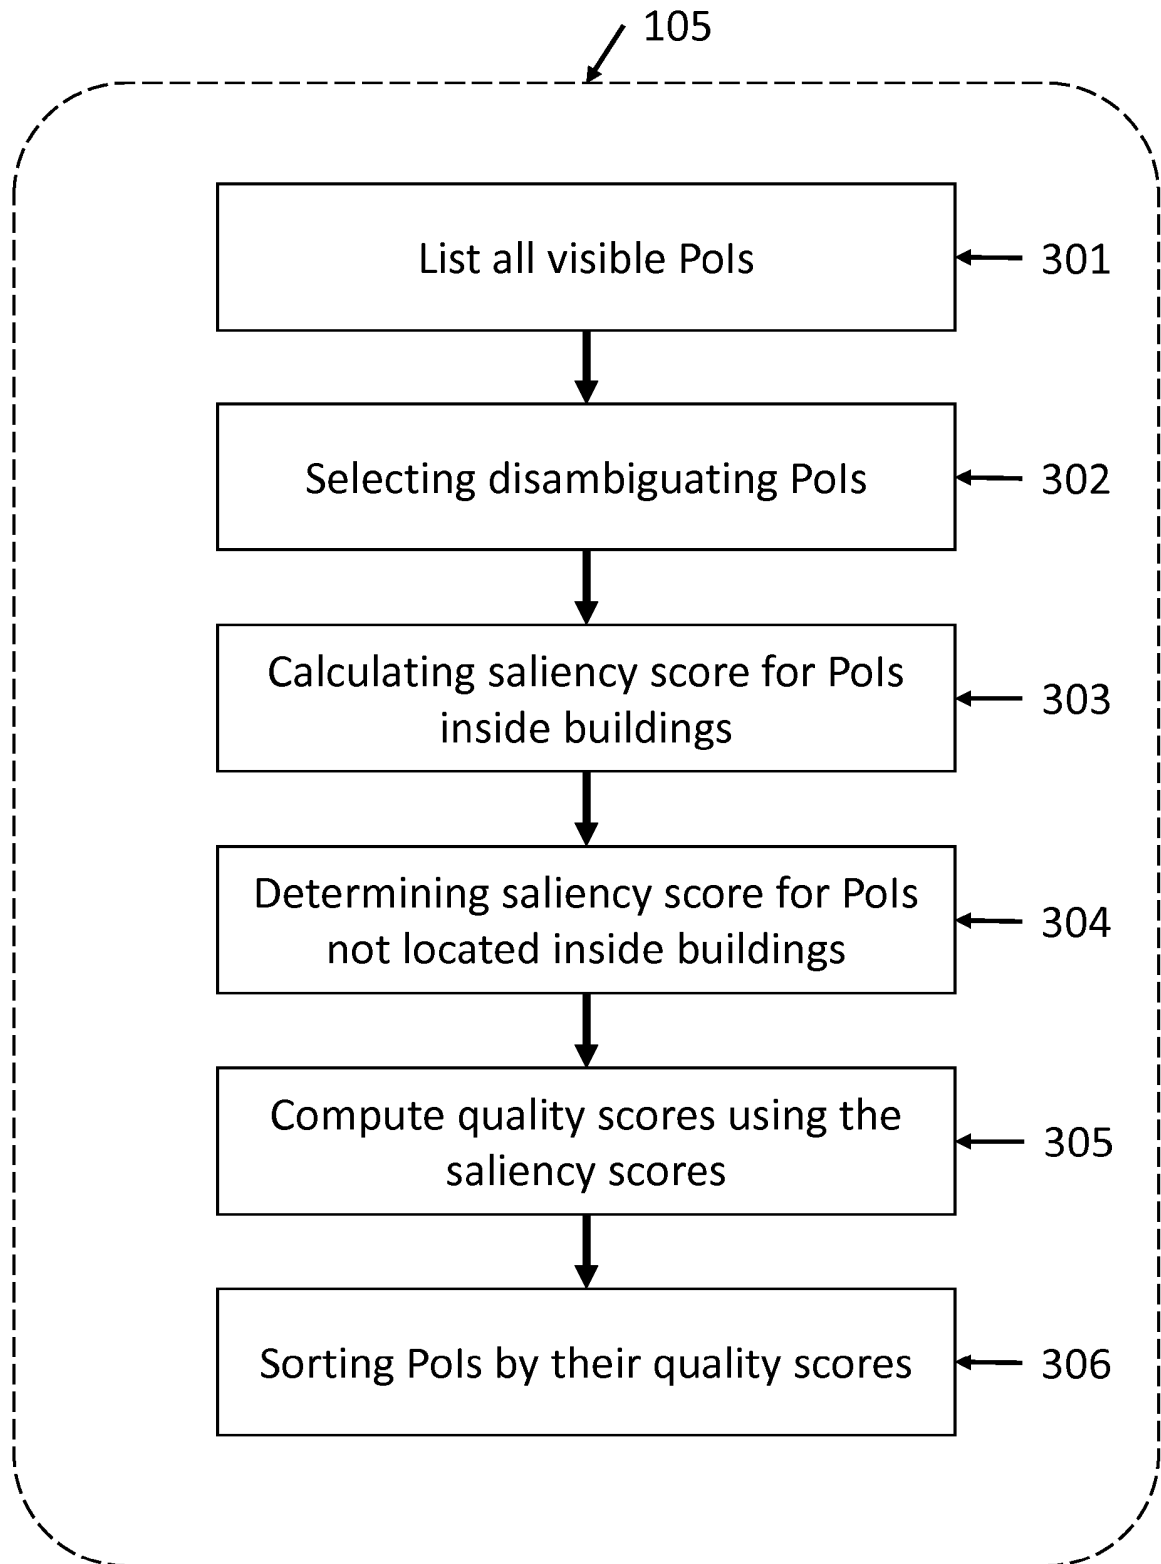 105
List all visible PoIs
301
Selecting disambiguating PoIs
302
Calculating saliency score for PoIs
inside buildings
303
Determining saliency score for PoIs
not located inside buildings
304
Compute quality scores using the
saliency scores
305
Sorting PoIs by their quality scores
306